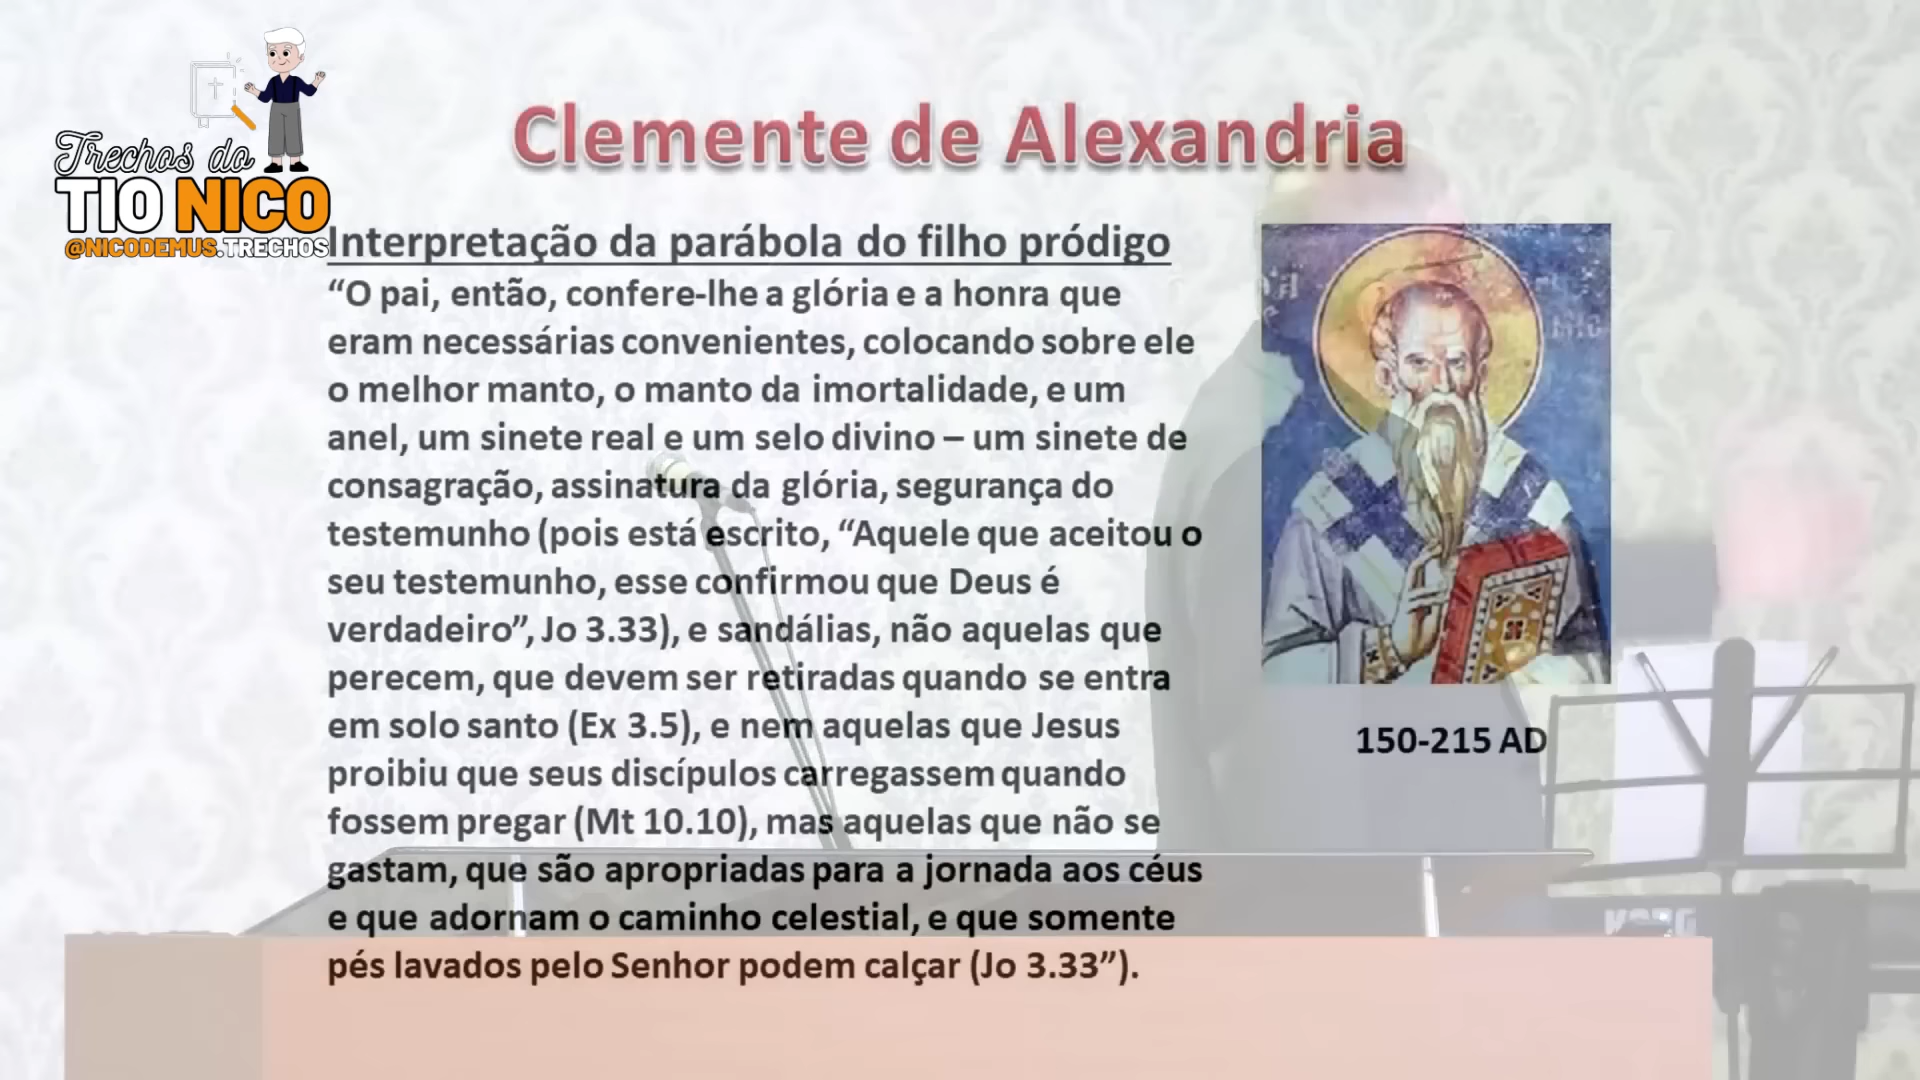 Trechos do
TIO NICO
@NICODEMUS.TRECHOS
Clemente de Alexandria
Interpretação da parábola do filho pródigo
“O pai, então, confere-lhe a glória e a honra que
eram necessárias convenientes, colocando sobre ele
o melhor manto, o manto da imortalidade, e um
anel, um sinete real e um selo divino – um sinete de
consagração, assinatura da glória, segurança do
testemunho (pois está escrito, “Aquele que aceitou o
seu testemunho, esse confirmou que Deus é
verdadeiro”, Jo 3.33), e sandálias, não aquelas que
perecem, que devem ser retiradas quando se entra
em solo santo (Ex 3.5), e nem aquelas que Jesus
proibiu que seus discípulos carregassem quando
fossem pregar (Mt 10.10), mas aquelas que não se
gastam, que são apropriadas para a jornada aos céus
e que adornam o caminho celestial, e que somente
pés lavados pelo Senhor podem calçar (Jo 3.33”).
150-215 AD
KORG